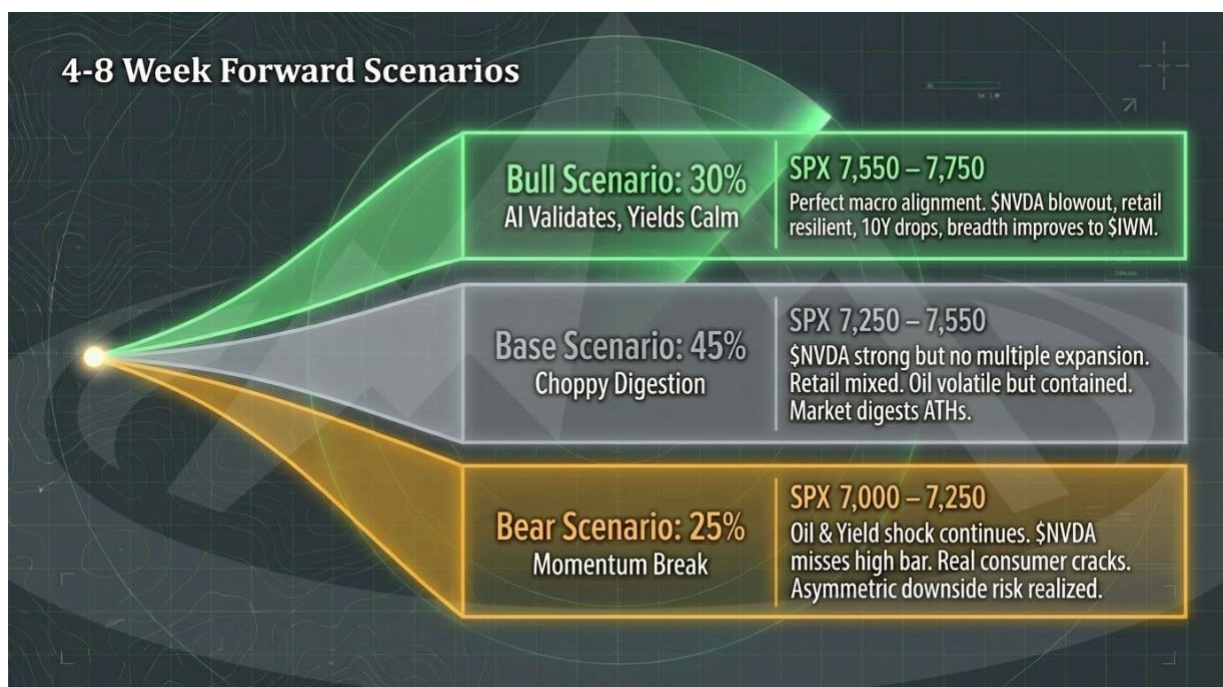 4-8 Week Forward Scenarios
Bull Scenario: 30%
AI Validates, Yields Calm
SPX 7,550 – 7,750
Perfect macro alignment. $NVDA blowout, retail
resilient, 10Y drops, breadth improves to $IWM.
Base Scenario: 45%
Choppy Digestion
SPX 7,250 – 7,550
$NVDA strong but no multiple expansion.
Retail mixed. Oil volatile but contained.
Market digests ATHs.
Bear Scenario: 25%
Momentum Break
SPX 7,000 – 7,250
Oil & Yield shock continues. $NVDA
misses high bar. Real consumer cracks.
Asymmetric downside risk realized.